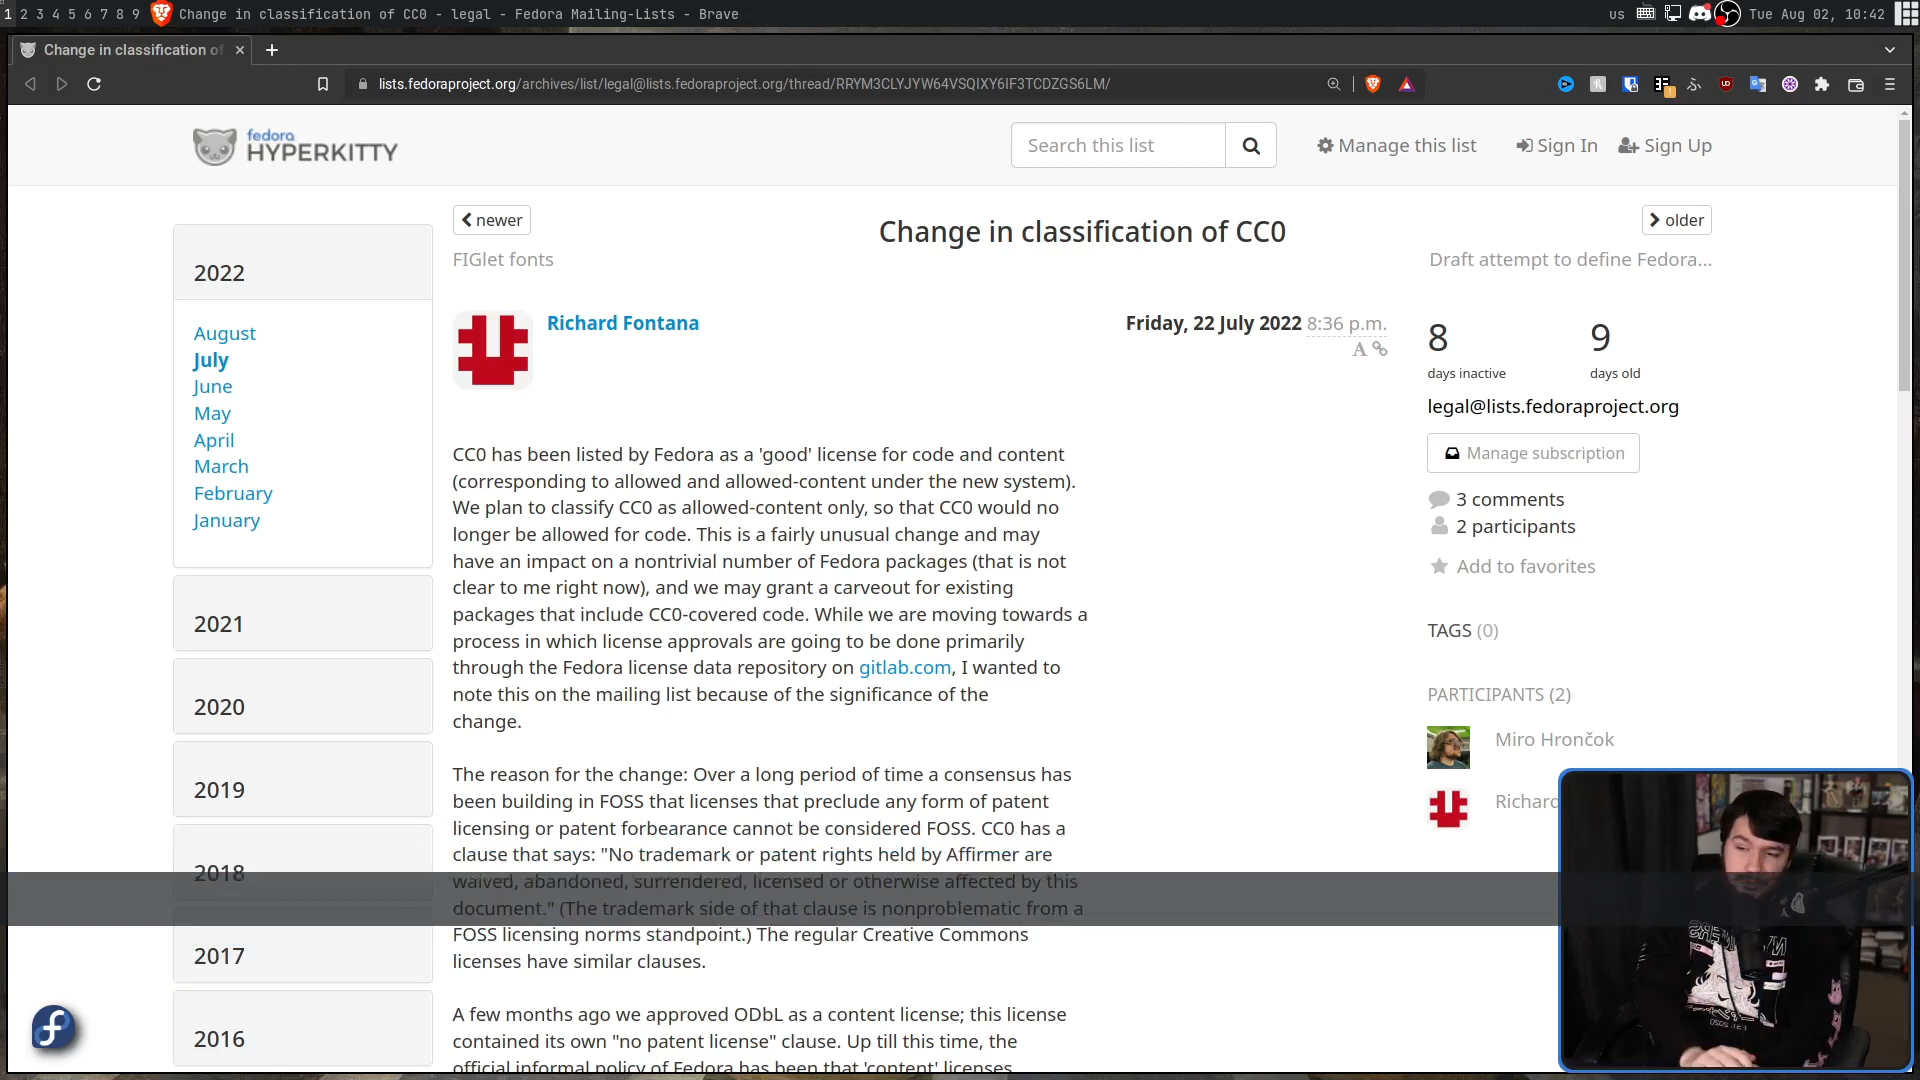 1 2 3 4 5 6 7 8 9 Change in classification of CC0 - legal - Fedora Mailing-Lists - Brave
us Tue Aug 02, 10:42
Change in classification of
lists.fedoraproject.org/archives/list/legal@lists.fedoraproject.org/thread/RRYM3CLYJYW64VSQIXY6IF3TCDZGS6LM/
fedora
HYPERKITTY
Search this list
Manage this list
Sign In
Sign Up
newer
FIGlet fonts
Change in classification of CC0
older
Draft attempt to define Fedora...
2022
August
July
June
May
April
March
February
January
2021
2020
2019
2018
2017
2016
Richard Fontana
Friday, 22 July 2022 8:36 p.m.
A
CC0 has been listed by Fedora as a 'good' license for code and content
(corresponding to allowed and allowed-content under the new system).
We plan to classify CC0 as allowed-content only, so that CC0 would no
longer be allowed for code. This is a fairly unusual change and may
have an impact on a nontrivial number of Fedora packages (that is not
clear to me right now), and we may grant a carveout for existing
packages that include CC0-covered code. While we are moving towards a
process in which license approvals are going to be done primarily
through the Fedora license data repository on gitlab.com, I wanted to
note this on the mailing list because of the significance of the
change.
The reason for the change: Over a long period of time a consensus has
been building in FOSS that licenses that preclude any form of patent
licensing or patent forbearance cannot be considered FOSS. CC0 has a
clause that says: "No trademark or patent rights held by Affirmer are
waived, abandoned, surrendered, licensed or otherwise affected by this
document." (The trademark side of that clause is nonproblematic from a
FOSS licensing norms standpoint.) The regular Creative Commons
licenses have similar clauses.
A few months ago we approved ODbL as a content license; this license
contained its own "no patent license" clause. Up till this time, the
official informal policy of Fedora has been that 'content' licenses
8
days inactive
9
days old
legal@lists.fedoraproject.org
Manage subscription
3 comments
2 participants
Add to favorites
TAGS (0)
PARTICIPANTS (2)
Miro Hrončok
Richard